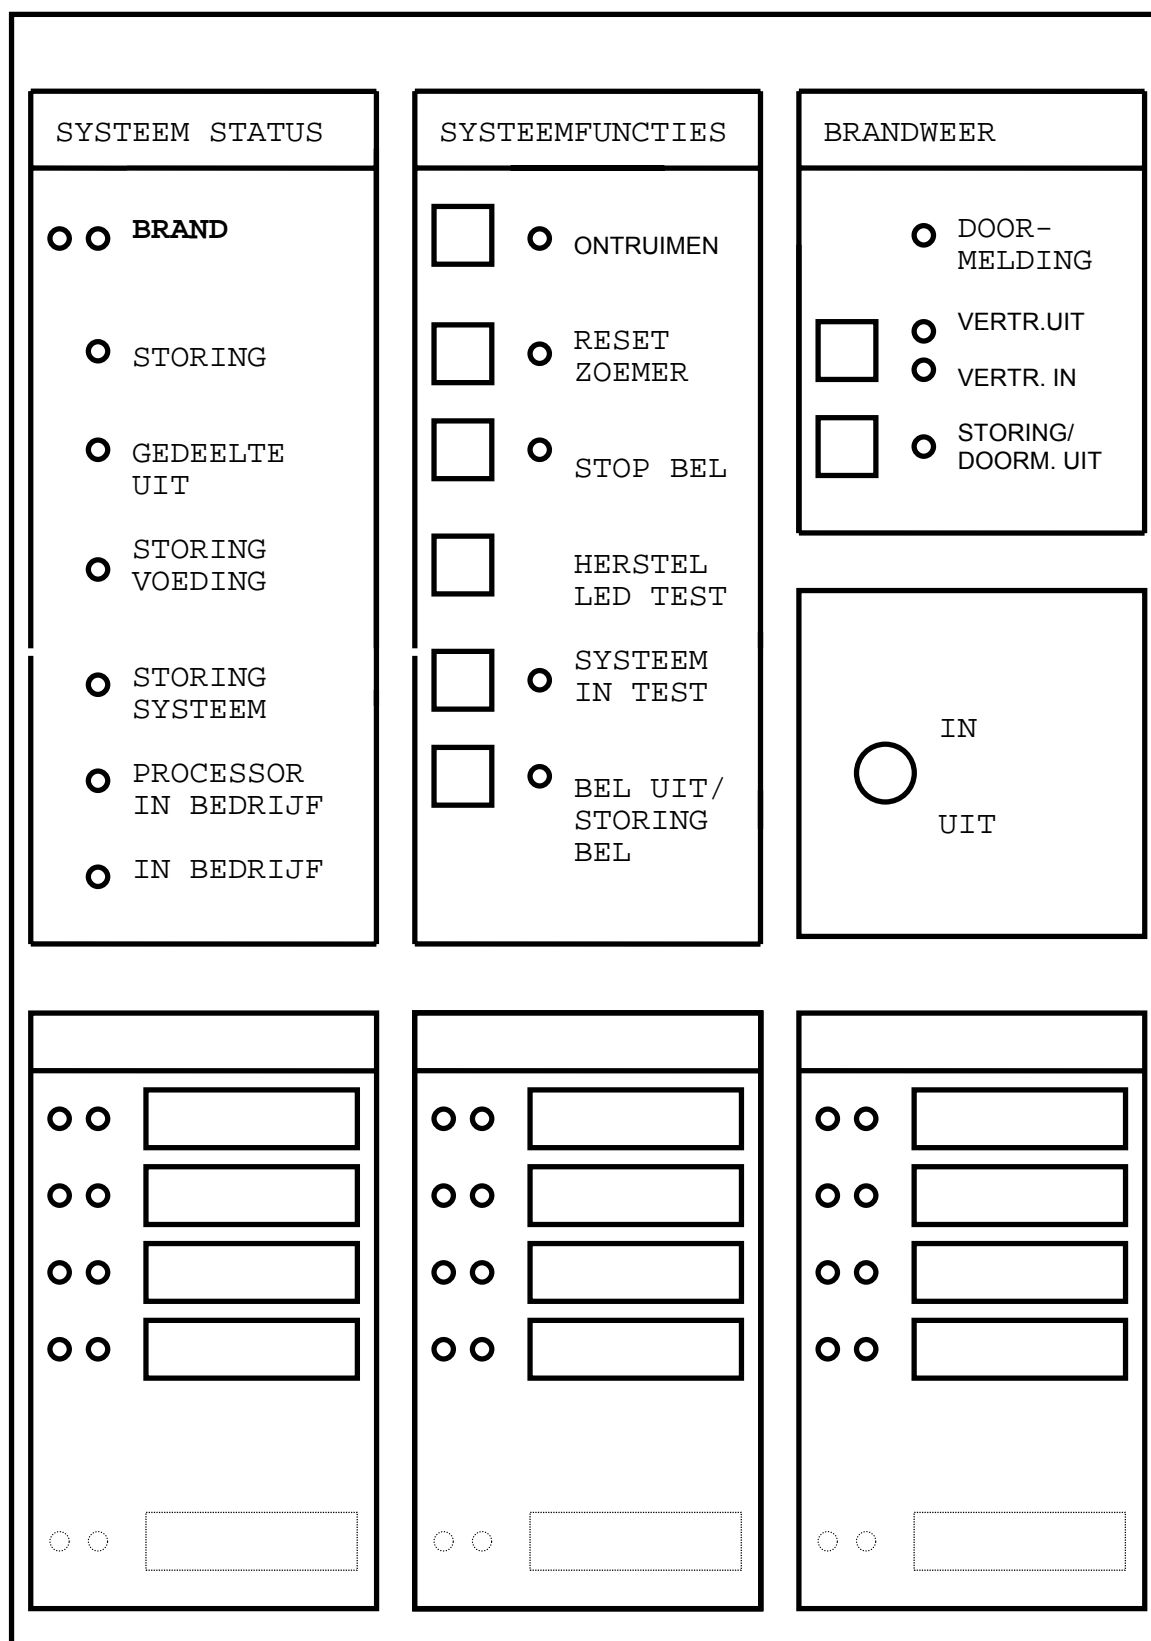 SYSTEEM STATUS
BRAND
STORING
GEDEELTE
UIT
STORING
VOEDING
STORING
SYSTEEM
PROCESSOR
IN BEDRIJF
IN BEDRIJF
SYSTEEMFUNCTIES
ONTRUIMEN
RESET
ZOEMER
STOP BEL
HERSTEL
LED TEST
SYSTEEM
IN TEST
BEL UIT/
STORING
BEL
BRANDWEER
DOOR-
MELDING
VERTR.UIT
VERTR. IN
STORING/
DOORM. UIT
IN
UIT